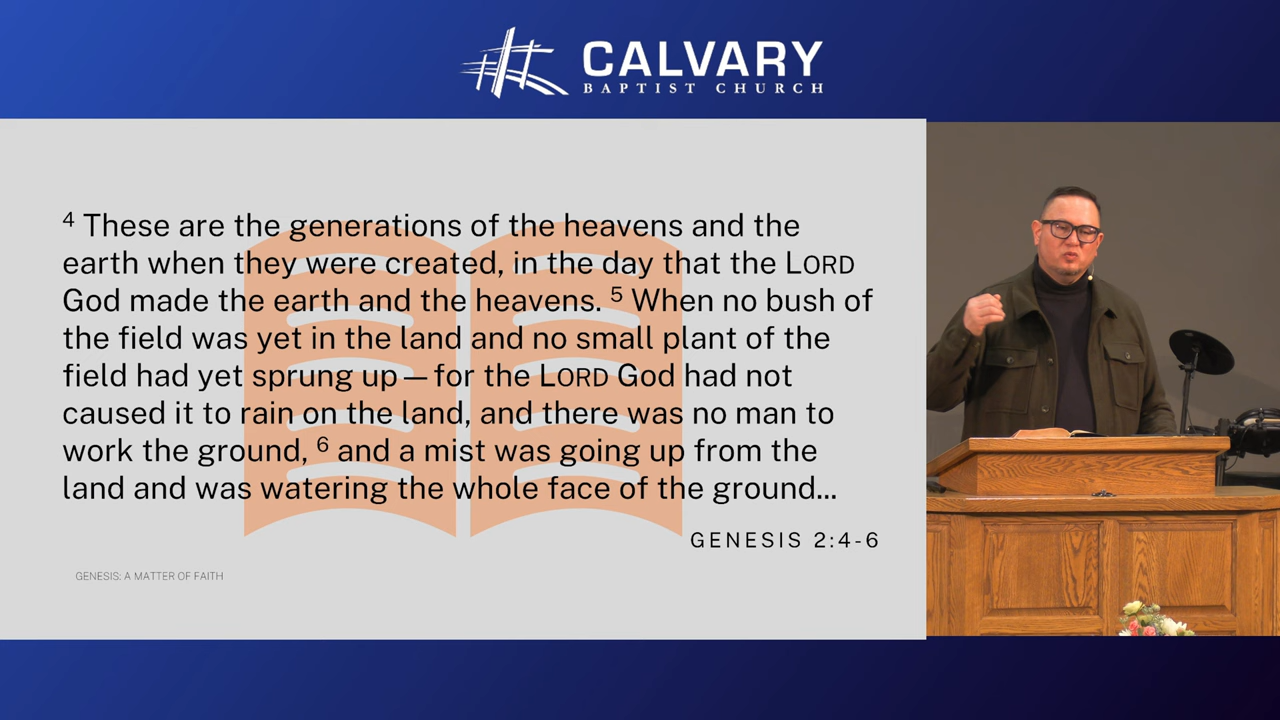 CALVARY
BAPTIST CHURCH
4 These are the generations of the heavens and the
earth when they were created, in the day that the LORD
God made the earth and the heavens. 5 When no bush of
the field was yet in the land and no small plant of the
field had yet sprung up—for the LORD God had not
caused it to rain on the land, and there was no man to
work the ground, 6 and a mist was going up from the
land and was watering the whole face of the ground...
GENESIS 2:4-6
GENESIS: A MATTER OF FAITH